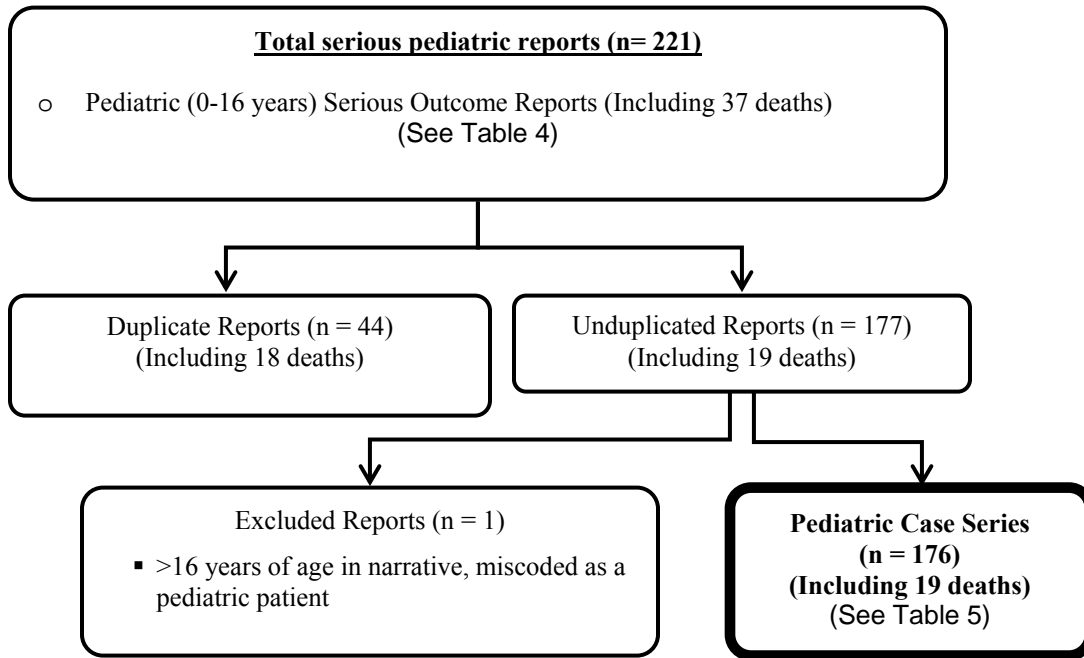 Total serious pediatric reports (n= 221)
o Pediatric (0-16 years) Serious Outcome Reports (Including 37 deaths)
(See Table 4)
Duplicate Reports (n = 44)
(Including 18 deaths)
Unduplicated Reports (n = 177)
(Including 19 deaths)
Excluded Reports (n = 1)
▪ >16 years of age in narrative, miscoded as a
pediatric patient
Pediatric Case Series
(n = 176)
(Including 19 deaths)
(See Table 5)